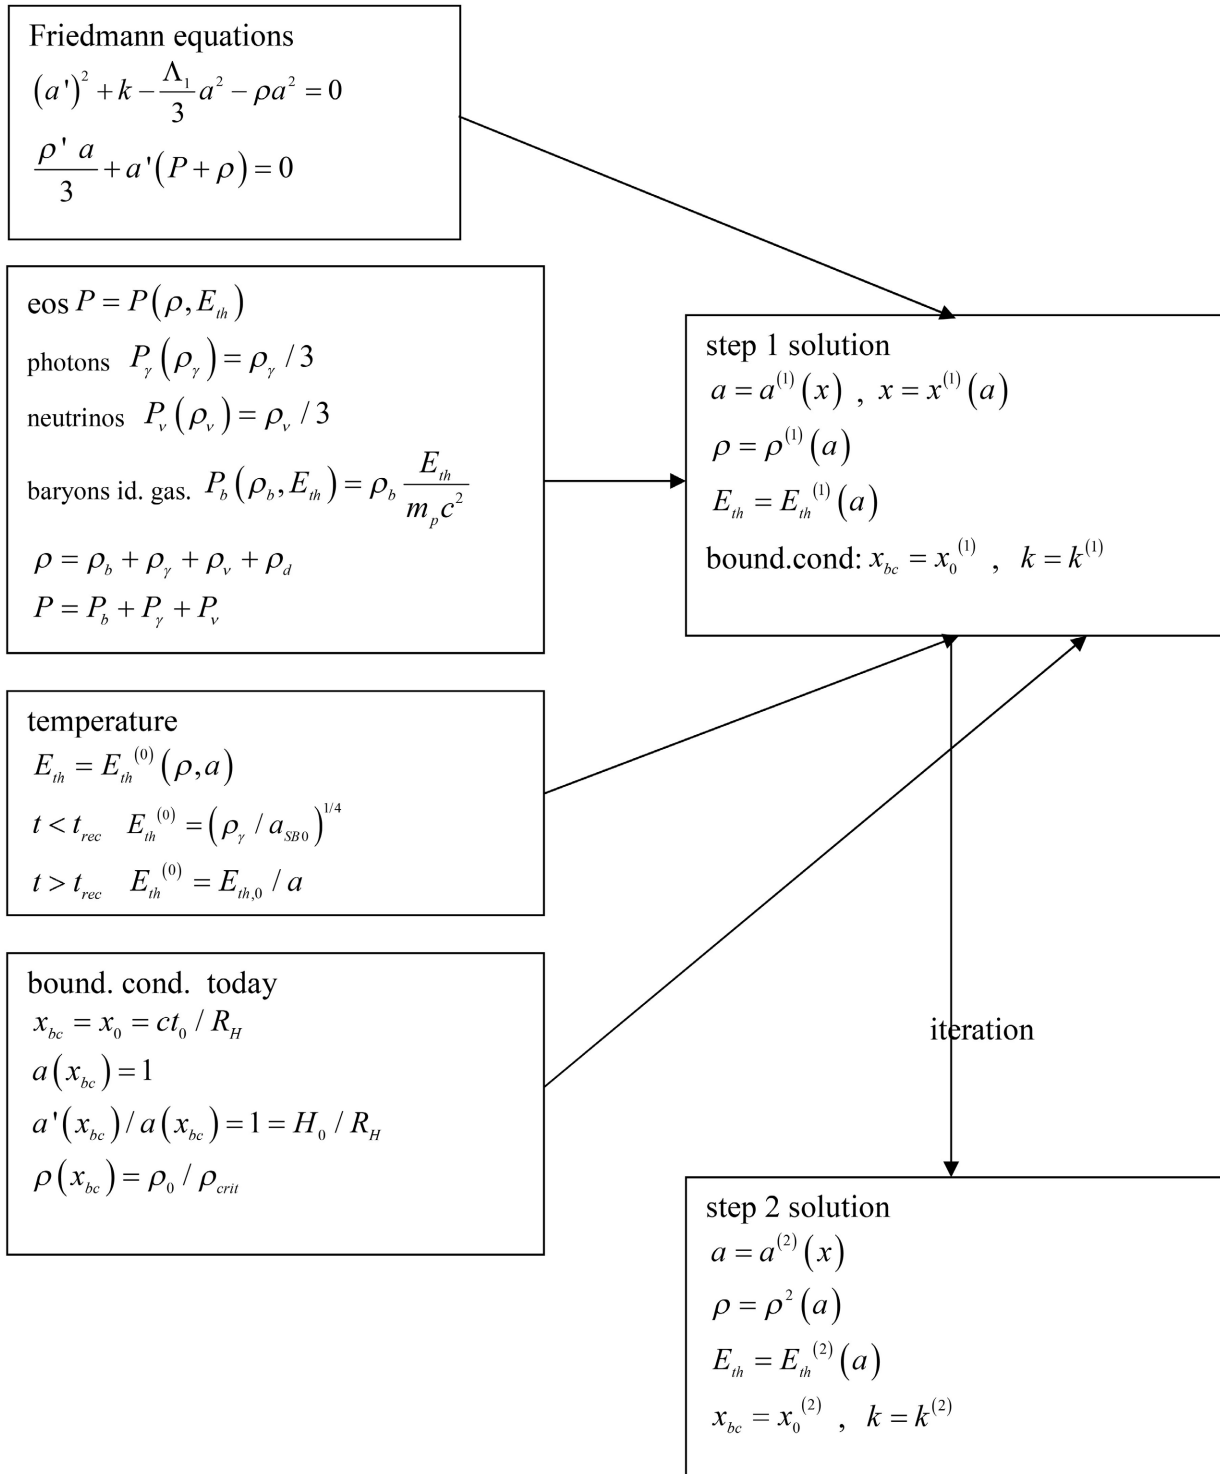 Friedmann equations
(a')² + k − Λ₁/3 a² − ρa² = 0
ρ' a/3 + a'(P + ρ) = 0
eos P = P(ρ, E_th)
photons P_γ(ρ_γ) = ρ_γ / 3
neutrinos P_ν(ρ_ν) = ρ_ν / 3
baryons id. gas. P_b(ρ_b, E_th) = ρ_b E_th/m_p c²
ρ = ρ_b + ρ_γ + ρ_ν + ρ_d
P = P_b + P_γ + P_ν
temperature
E_th = E_th^(0)(ρ, a)
t < t_rec E_th^(0) = (ρ_γ / a_SB0)^1/4
t > t_rec E_th^(0) = E_th,0 / a
bound. cond. today
x_bc = x_0 = ct_0 / R_H
a(x_bc) = 1
a'(x_bc) / a(x_bc) = 1 = H_0 / R_H
ρ(x_bc) = ρ_0 / ρ_crit
step 1 solution
a = a^(1)(x) , x = x^(1)(a)
ρ = ρ^(1)(a)
E_th = E_th^(1)(a)
bound.cond: x_bc = x_0^(1) , k = k^(1)
iteration
step 2 solution
a = a^(2)(x)
ρ = ρ²(a)
E_th = E_th^(2)(a)
x_bc = x_0^(2) , k = k^(2)